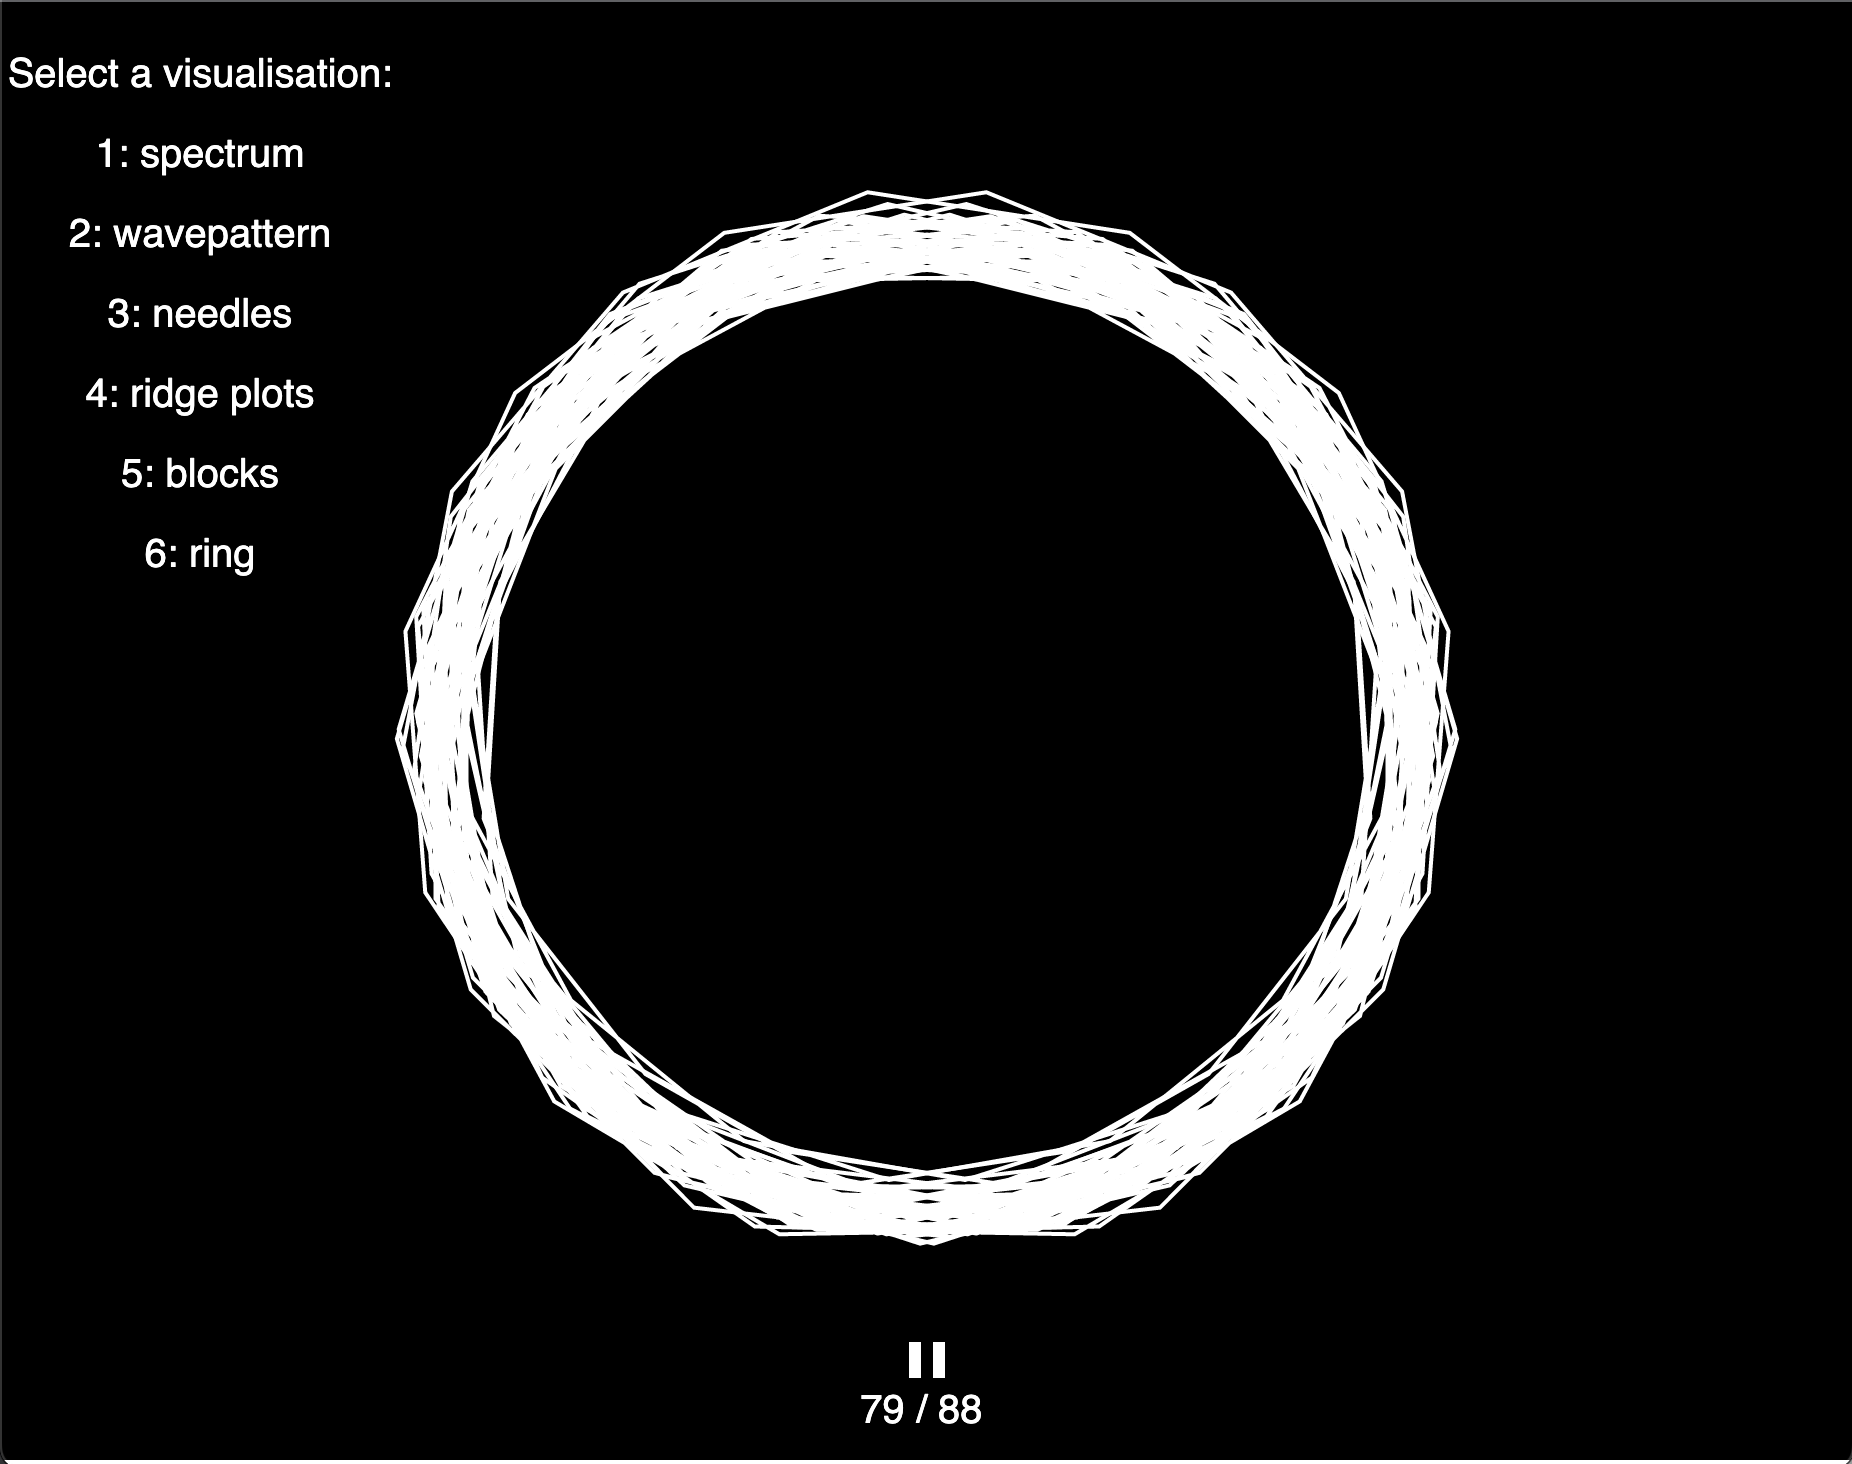 Select a visualisation:
1: spectrum
2: wavepattern
3: needles
4: ridge plots
5: blocks
6: ring
79 / 88